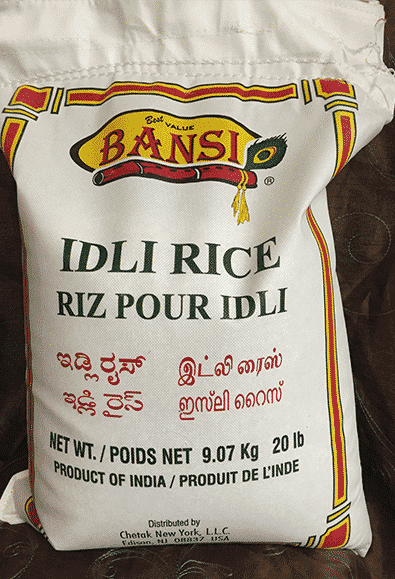 Best VALUE
BANSI
®
IDLI RICE
RIZ POUR IDLI
ಇಡ್ಲಿ ರೈಸ್ இட்லி ரைஸ்
ఇడ్లి రైస్ ഇഡ്‌ലി റൈസ്
NET WT. / POIDS NET 9.07 Kg 20 lb
PRODUCT OF INDIA / PRODUIT DE L'INDE
Distributed by
Chetak New York, L.L.C.
Edison, NJ 08837 USA